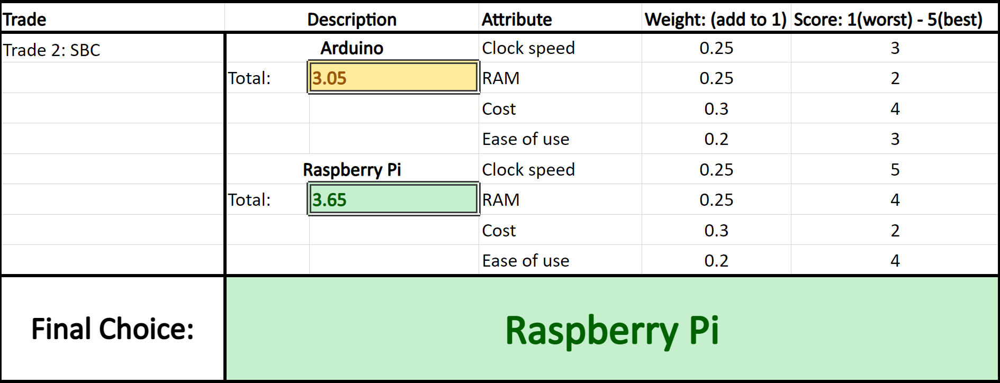 Trade Description Attribute Weight: (add to 1) Score: 1(worst) - 5(best)
Trade 2: SBC Arduino Clock speed 0.25 3
Total: 3.05 RAM 0.25 2
Cost 0.3 4
Ease of use 0.2 3
Raspberry Pi Clock speed 0.25 5
Total: 3.65 RAM 0.25 4
Cost 0.3 2
Ease of use 0.2 4
Final Choice: Raspberry Pi